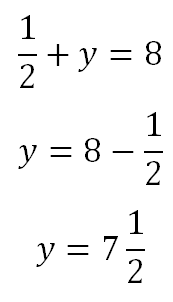 1/2 + y = 8
y = 8 − 1/2
y = 7 1/2